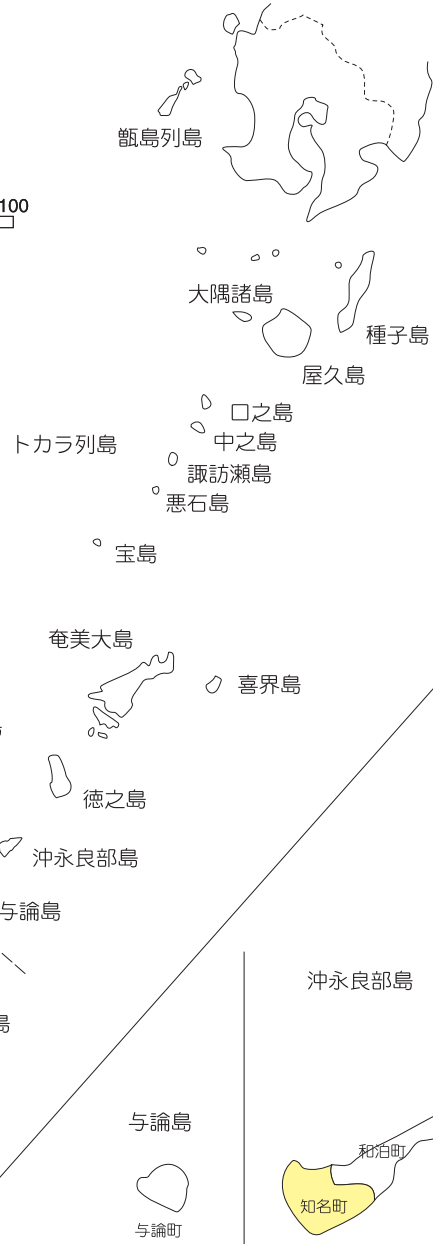 甑島列島
100
大隅諸島
種子島
屋久島
口之島
トカラ列島
中之島
諏訪瀬島
悪石島
宝島
奄美大島
喜界島
徳之島
沖永良部島
与論島
島
沖永良部島
与論島
和泊町
知名町
与論町